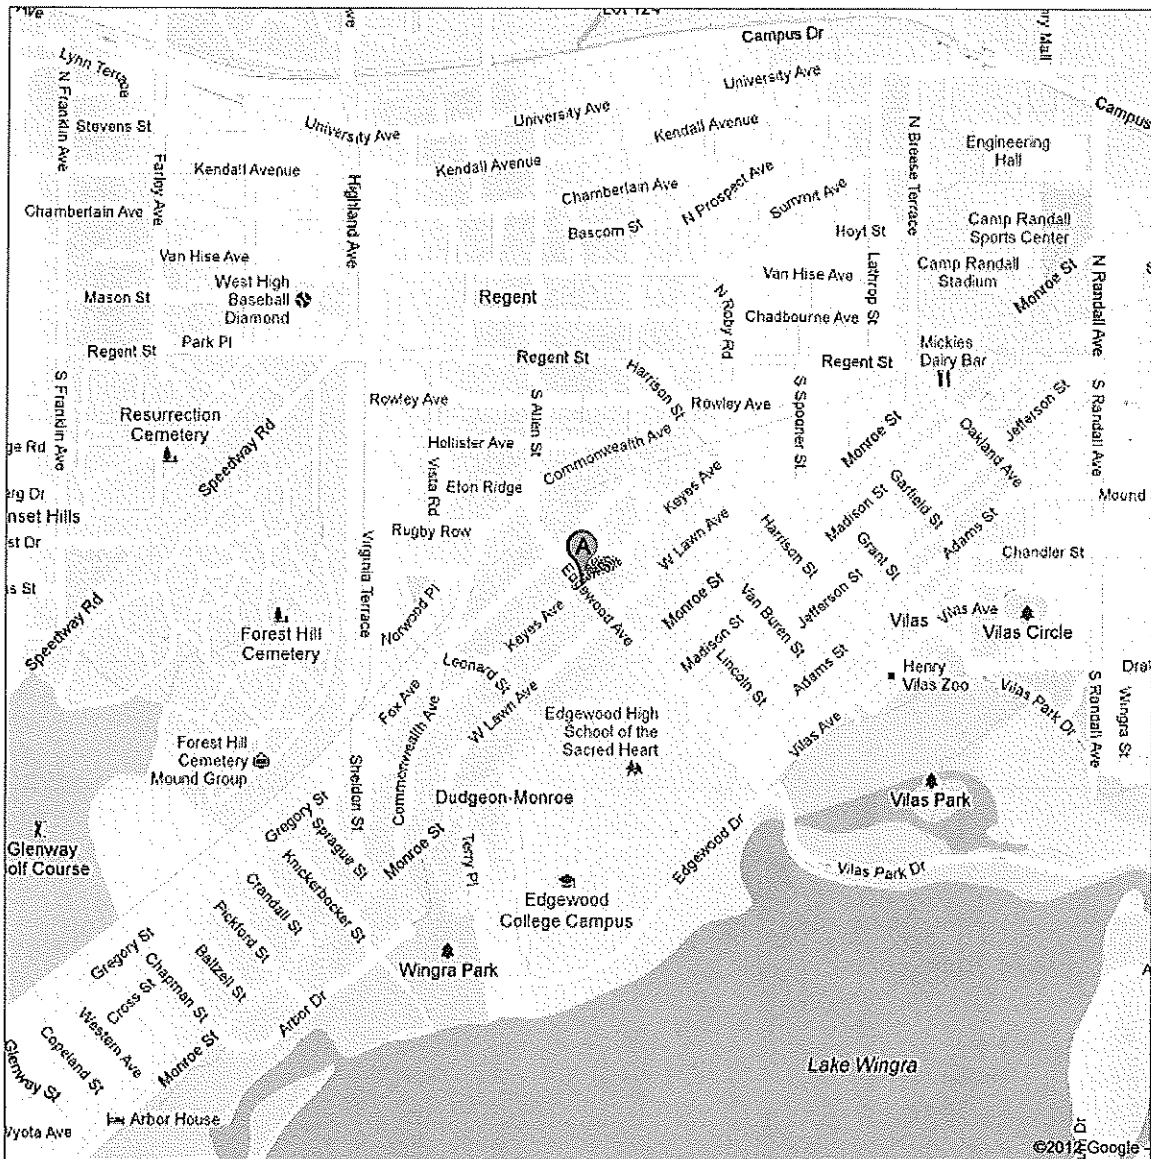 Campus Dr
University Ave
Lynn Terrace
N Franklin Ave
Stevens St
University Ave
University Ave
Kendall Avenue
N Breese Terrace
Campus
Engineering
Hall
Farley Ave
Kendall Avenue
Highland Ave
Kendall Avenue
Chamberlain Ave
N Prospect Ave
Summit Ave
Chamberlain Ave
Bascom St
Hoyt St
Camp Randall
Sports Center
Van Hise Ave
West High
Baseball
Diamond
Mason St
Regent
N Roby Rd
Van Hise Ave
Lathrop St
Camp Randall
Stadium
Monroe St
N Randall Ave
Chadbourne Ave
Park Pl
Regent St
Regent St
Harrison St
Regent St
Mickies
Dairy Bar
S Franklin Ave
Resurrection
Cemetery
Speedway Rd
Rowley Ave
S Allen St
Rowley Ave
S Spooner St
Monroe St
Oakland Ave
Jefferson St
S Randall Ave
Hollister Ave
Commonwealth Ave
Vista Rd
Eton Ridge
Keyes Ave
Madison St
Garfield St
Mound
Rugby Row
Virginia Terrace
A
Edgewood Ave
W Lawn Ave
Harrison St
Grant St
Adams St
Chandler St
Speedway Rd
Forest Hill
Cemetery
Norwood Pl
Keyes Ave
Monroe St
Van Buren St
Jefferson St
Vilas
Vilas Ave
Vilas Circle
Madison St
Lincoln St
Adams St
Henry
Vilas Zoo
Vilas Park Dr
S Randall Ave
Wingra St
Leonard St
Fox Ave
Commonwealth Ave
W Lawn Ave
Edgewood High
School of the
Sacred Heart
Vilas Ave
Forest Hill
Cemetery
Mound Group
Sheldon St
Dudgeon-Monroe
Vilas Park
Glenway
olf Course
Gregory St
Sprague St
Monroe St
Terry Pl
Edgewood Dr
Vilas Park Dr
Knickerbocker St
Crandall St
Edgewood
College Campus
Pickford St
Gregory St
Baltzell St
Chapman St
Cross St
Wingra Park
Arbor Dr
Western Ave
Copeland St
Monroe St
Glenway St
Lake Wingra
Arbor House
Wyota Ave
©2012 Google